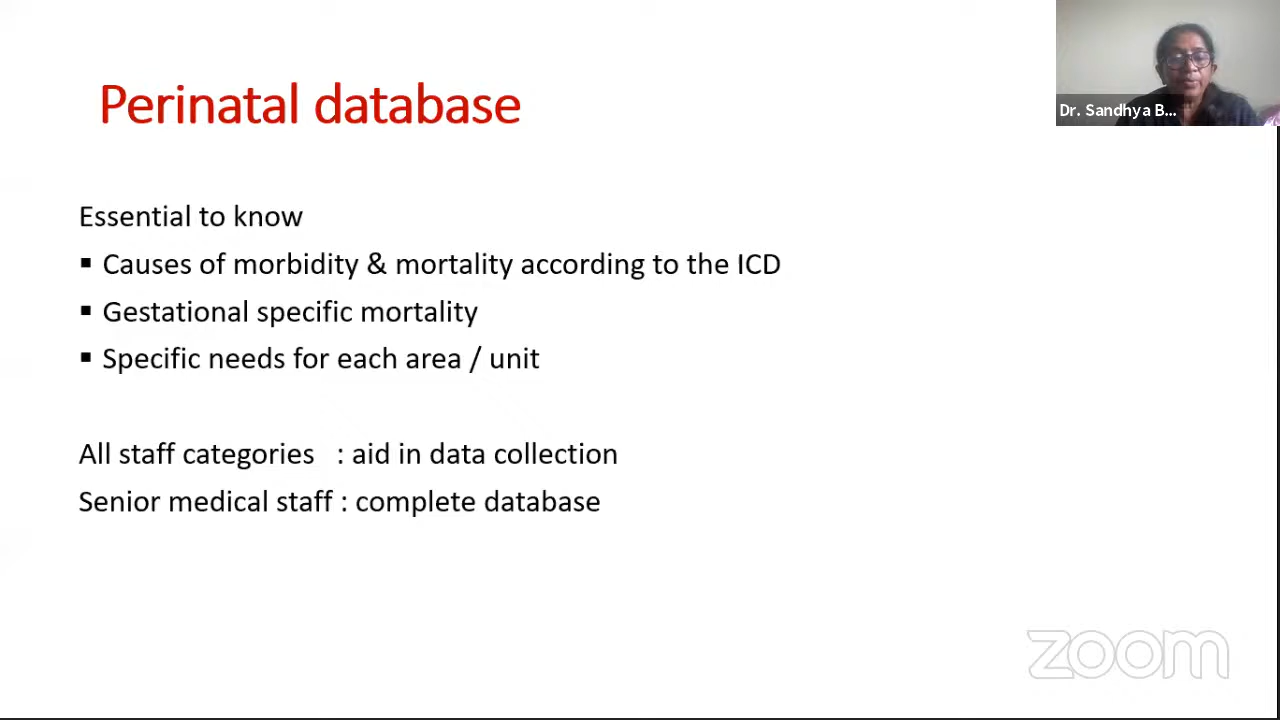 Perinatal database
Dr. Sandhya B...
Essential to know
▪ Causes of morbidity & mortality according to the ICD
▪ Gestational specific mortality
▪ Specific needs for each area / unit
All staff categories : aid in data collection
Senior medical staff : complete database
zoom